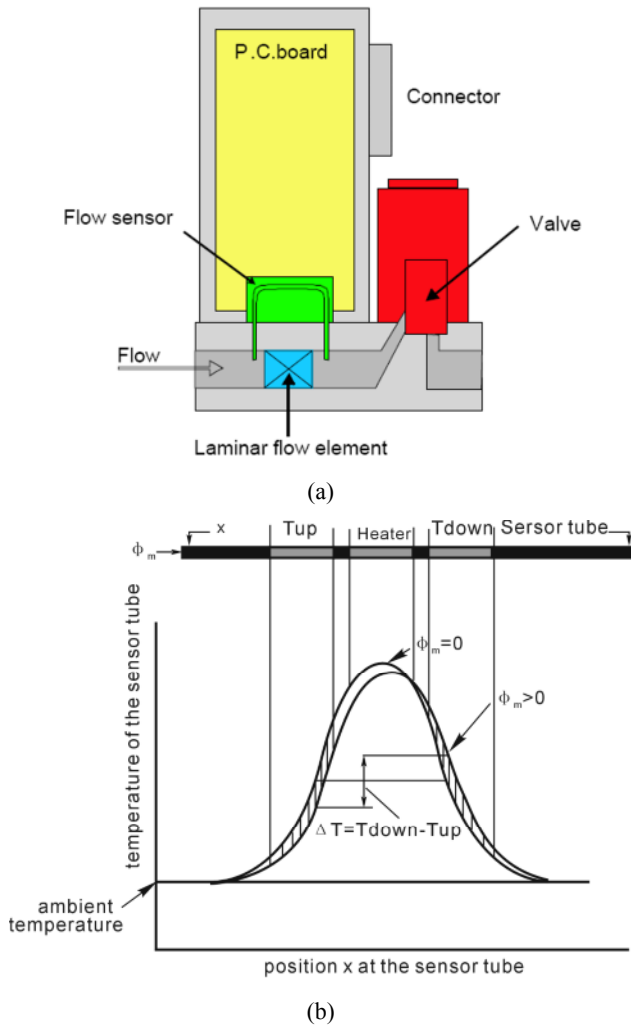 P.C.board
Connector
Flow sensor
Valve
Flow
Laminar flow element
(a)
x
Tup
Heater
Tdown Sersor tube
ϕm
ϕm=0
ϕm>0
temperature of the sensor tube
ΔT=Tdown-Tup
ambient
temperature
position x at the sensor tube
(b)